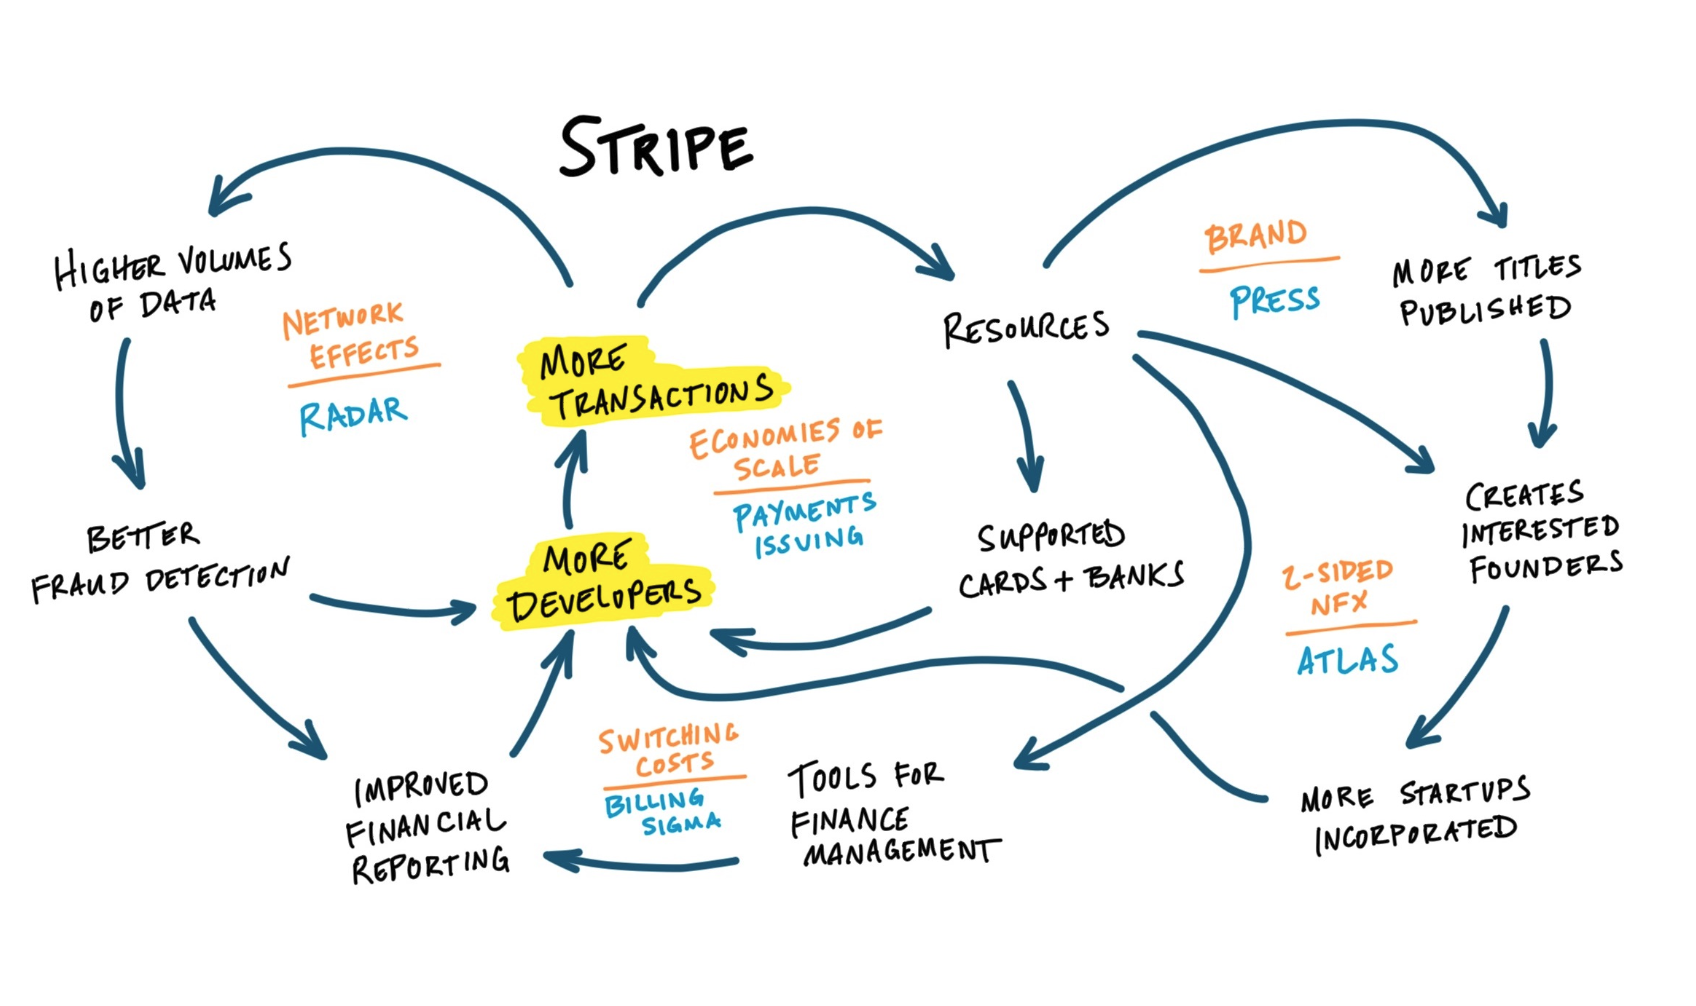 STRIPE
HIGHER VOLUMES
OF DATA
NETWORK
EFFECTS
RADAR
BETTER
FRAUD DETECTION
MORE
TRANSACTIONS
ECONOMIES OF
SCALE
PAYMENTS
ISSUING
MORE
DEVELOPERS
IMPROVED
FINANCIAL
REPORTING
SWITCHING
COSTS
BILLING
SIGMA
TOOLS FOR
FINANCE
MANAGEMENT
RESOURCES
SUPPORTED
CARDS + BANKS
BRAND
PRESS
MORE TITLES
PUBLISHED
CREATES
INTERESTED
FOUNDERS
2-SIDED
NFX
ATLAS
MORE STARTUPS
INCORPORATED